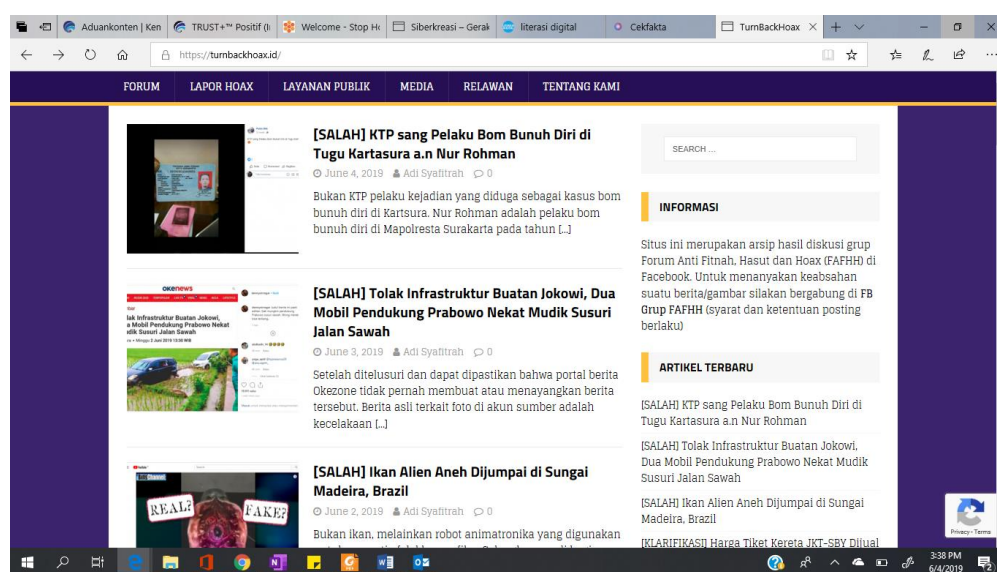 Aduankonten | Ken
TRUST+™ Positif (I
Welcome - Stop Ho
Siberkreasi – Gerak
literasi digital
Cekfakta
TurnBackHoax
https://turnbackhoax.id/
FORUM
LAPOR HOAX
LAYANAN PUBLIK
MEDIA
RELAWAN
TENTANG KAMI
[SALAH] KTP sang Pelaku Bom Bunuh Diri di
Tugu Kartasura a.n Nur Rohman
June 4, 2019 Adi Syafitrah 0
Bukan KTP pelaku kejadian yang diduga sebagai kasus bom
bunuh diri di Kartsura. Nur Rohman adalah pelaku bom
bunuh diri di Mapolresta Surakarta pada tahun [...]
okenews
lak Infrastruktur Buatan Jokowi,
a Mobil Pendukung Prabowo Nekat
udik Susuri Jalan Sawah
[SALAH] Tolak Infrastruktur Buatan Jokowi, Dua
Mobil Pendukung Prabowo Nekat Mudik Susuri
Jalan Sawah
June 3, 2019 Adi Syafitrah 0
Setelah ditelusuri dan dapat dipastikan bahwa portal berita
Okezone tidak pernah membuat atau menayangkan berita
tersebut. Berita asli terkait foto di akun sumber adalah
kecelakaan [...]
REAL?
FAKE?
[SALAH] Ikan Alien Aneh Dijumpai di Sungai
Madeira, Brazil
June 2, 2019 Adi Syafitrah 0
Bukan ikan, melainkan robot animatronika yang digunakan
SEARCH ...
INFORMASI
Situs ini merupakan arsip hasil diskusi grup
Forum Anti Fitnah, Hasut dan Hoax (FAFHH) di
Facebook. Untuk menanyakan keabsahan
suatu berita/gambar silakan bergabung di FB
Grup FAFHH (syarat dan ketentuan posting
berlaku)
ARTIKEL TERBARU
[SALAH] KTP sang Pelaku Bom Bunuh Diri di
Tugu Kartasura a.n Nur Rohman
[SALAH] Tolak Infrastruktur Buatan Jokowi,
Dua Mobil Pendukung Prabowo Nekat Mudik
Susuri Jalan Sawah
[SALAH] Ikan Alien Aneh Dijumpai di Sungai
Madeira, Brazil
[KLARIFIKASI] Harga Tiket Kereta JKT-SBY Dijual
Privacy - Terms
3:38 PM
6/4/2019